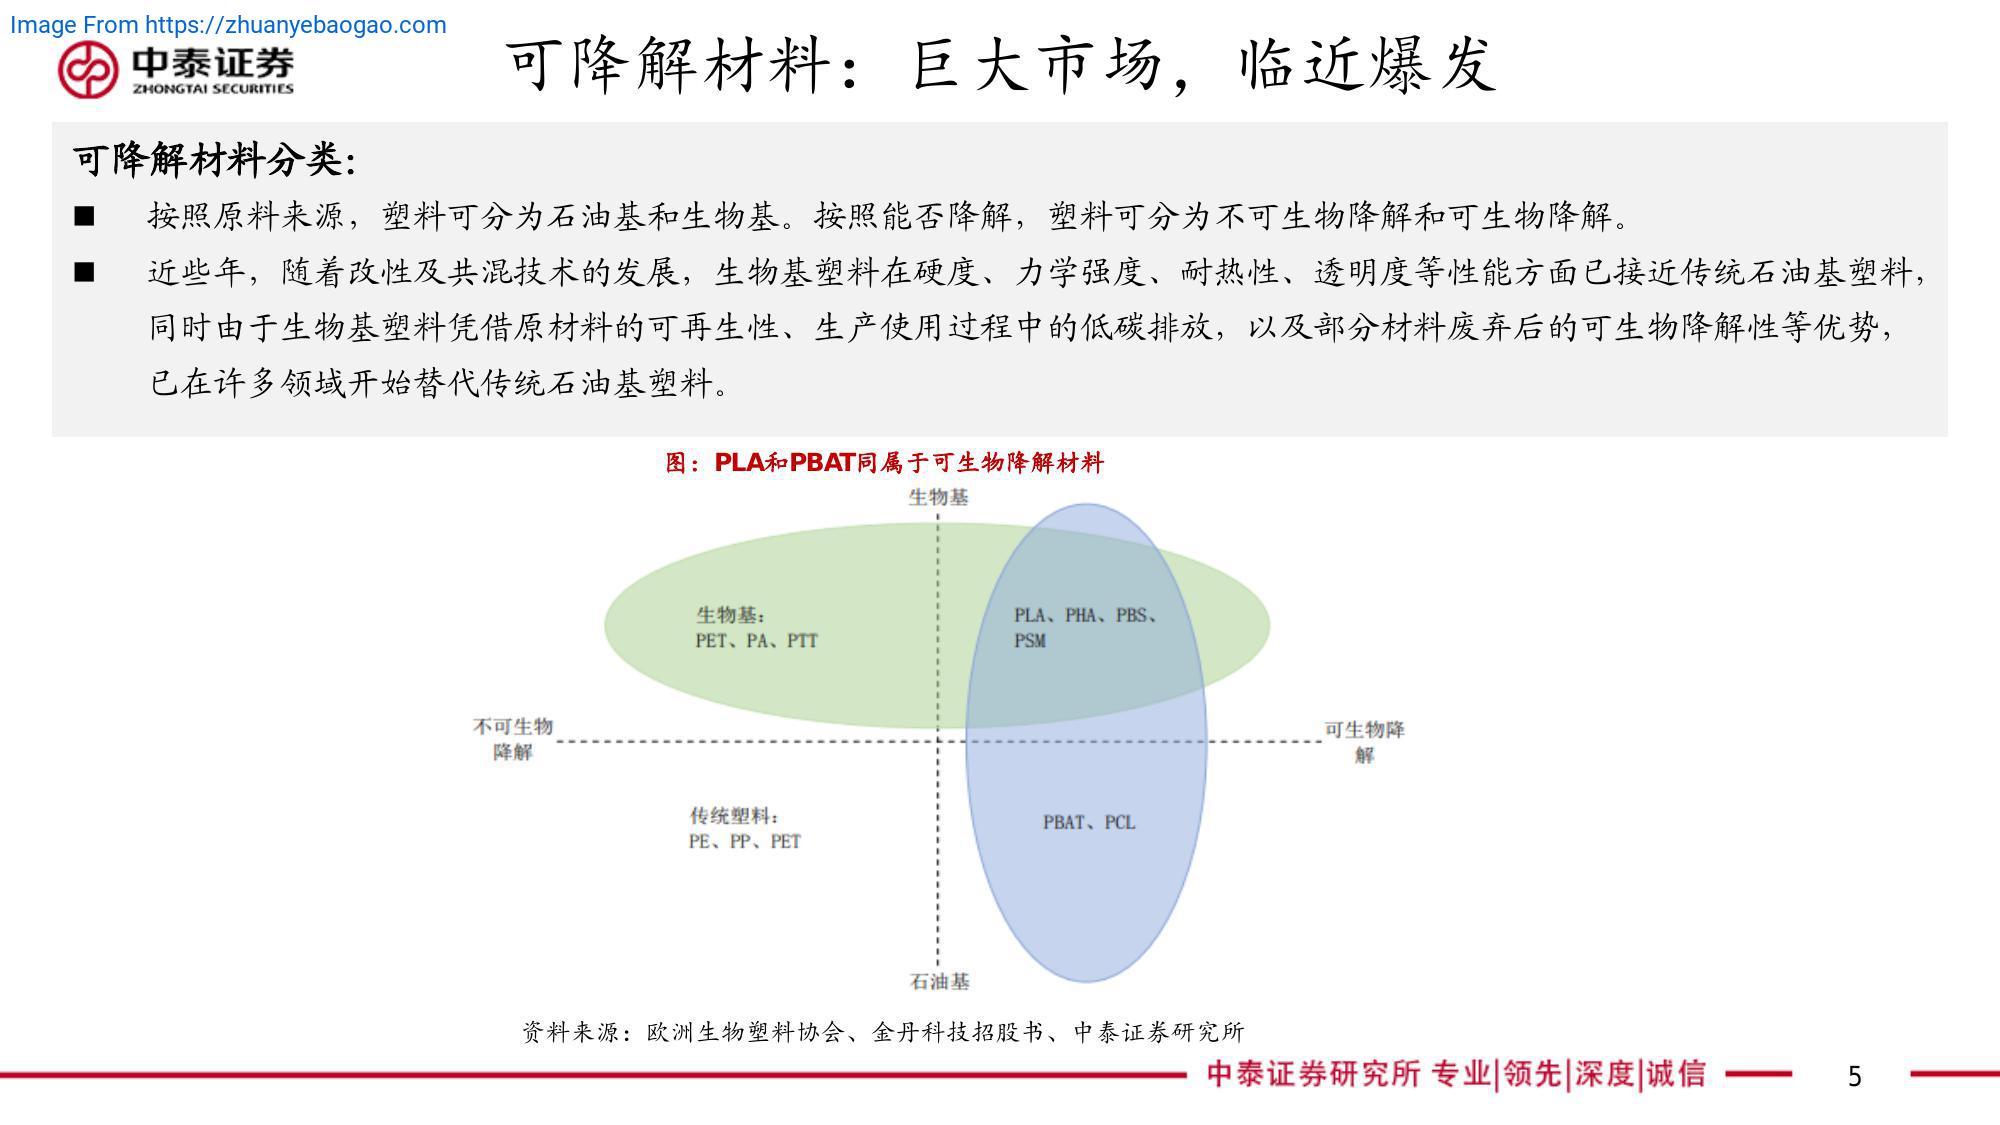 Image From https://zhuanyebaogao.com
中泰证券
ZHONGTAI SECURITIES
可降解材料：巨大市场，临近爆发
可降解材料分类：
■ 按照原料来源，塑料可分为石油基和生物基。按照能否降解，塑料可分为不可生物降解和可生物降解。
■ 近些年，随着改性及共混技术的发展，生物基塑料在硬度、力学强度、耐热性、透明度等性能方面已接近传统石油基塑料，
同时由于生物基塑料凭借原材料的可再生性、生产使用过程中的低碳排放，以及部分材料废弃后的可生物降解性等优势，
已在许多领域开始替代传统石油基塑料。
图：PLA和PBAT同属于可生物降解材料
生物基
生物基：
PET、PA、PTT
PLA、PHA、PBS、
PSM
不可生物
降解
可生物降
解
传统塑料：
PE、PP、PET
PBAT、PCL
石油基
资料来源：欧洲生物塑料协会、金丹科技招股书、中泰证券研究所
中泰证券研究所 专业|领先|深度|诚信
5